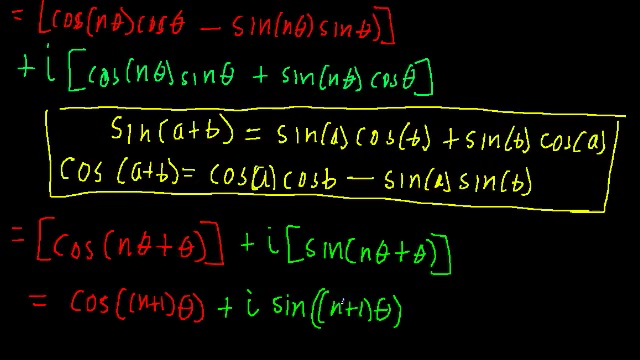 = [cos(nθ)cosθ − sin(nθ)sinθ)]
+ i [cos(nθ)sinθ + sin(nθ)cosθ]
sin(a+b) = sin(a)cos(b) + sin(b)cos(a)
cos(a+b) = cos(a)cosb − sin(a)sin(b)
= [cos(nθ+θ)] + i [sin(nθ+θ)]
= cos((n+1)θ) + i sin((n+1)θ)